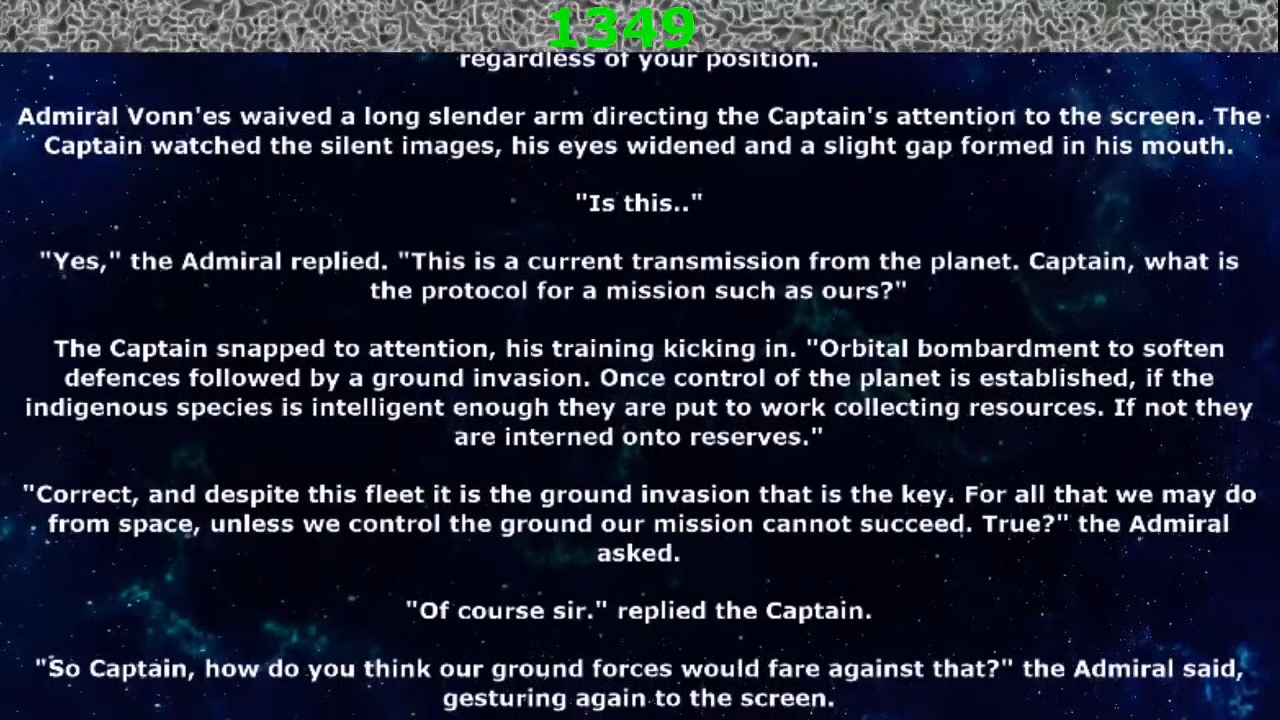 1349
regardless of your position.
Admiral Vonn'es waived a long slender arm directing the Captain's attention to the screen. The
Captain watched the silent images, his eyes widened and a slight gap formed in his mouth.
"Is this.."
"Yes," the Admiral replied. "This is a current transmission from the planet. Captain, what is
the protocol for a mission such as ours?"
The Captain snapped to attention, his training kicking in. "Orbital bombardment to soften
defences followed by a ground invasion. Once control of the planet is established, if the
indigenous species is intelligent enough they are put to work collecting resources. If not they
are interned onto reserves."
"Correct, and despite this fleet it is the ground invasion that is the key. For all that we may do
from space, unless we control the ground our mission cannot succeed. True?" the Admiral
asked.
"Of course sir." replied the Captain.
"So Captain, how do you think our ground forces would fare against that?" the Admiral said,
gesturing again to the screen.